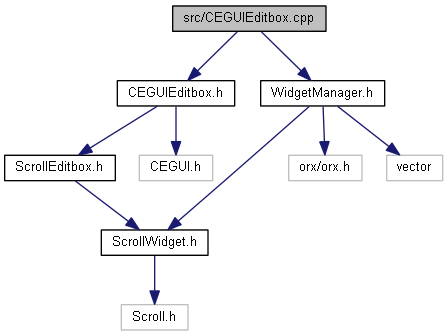 src/CEGUIEditbox.cpp
CEGUIEditbox.h
WidgetManager.h
ScrollEditbox.h
CEGUI.h
orx/orx.h
vector
ScrollWidget.h
Scroll.h